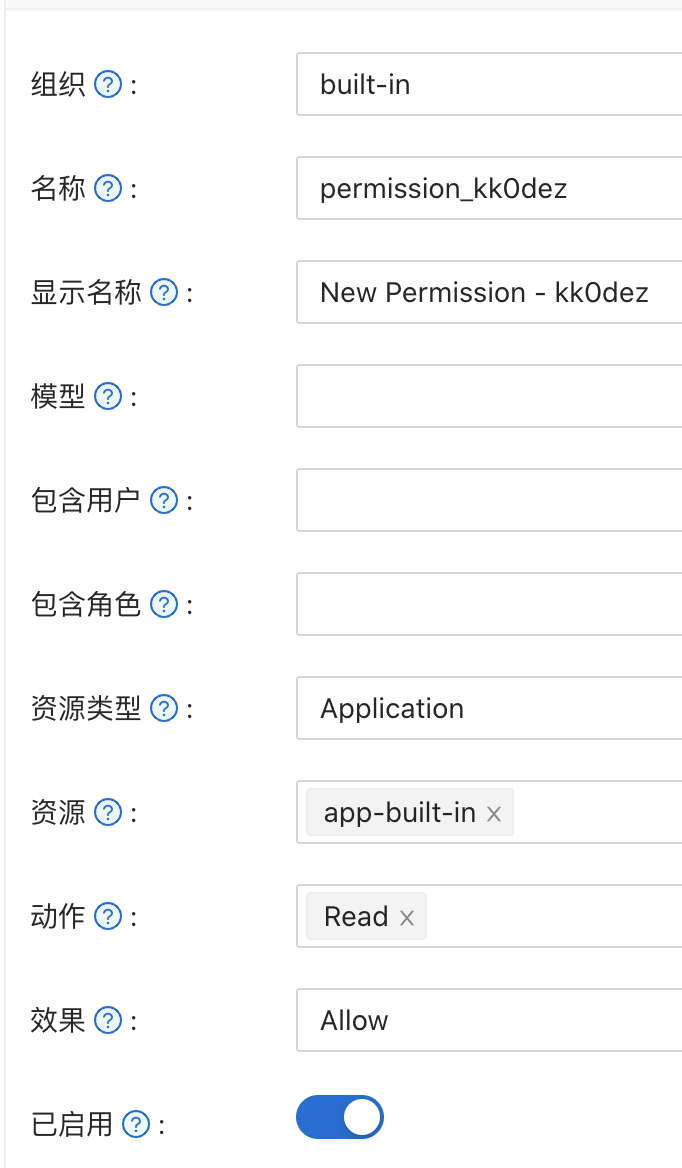 组织 ? : built-in
名称 ? : permission_kk0dez
显示名称 ? : New Permission - kk0dez
模型 ? :
包含用户 ? :
包含角色 ? :
资源类型 ? : Application
资源 ? : app-built-in ×
动作 ? : Read ×
效果 ? : Allow
已启用 ? :